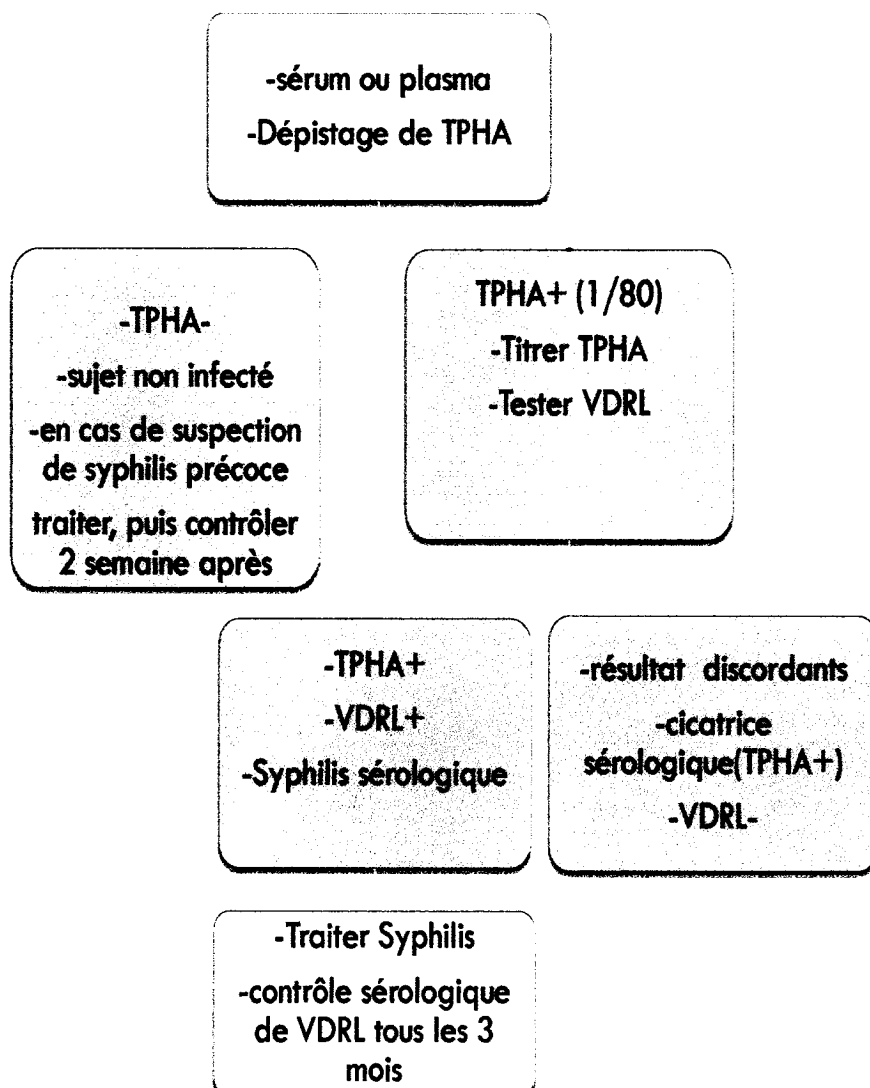 -sérum ou plasma
-Dépistage de TPHA
-TPHA-
-sujet non infecté
-en cas de suspection
de syphilis précoce
traiter, puis contrôler
2 semaine après
TPHA+ (1/80)
-Titrer TPHA
-Tester VDRL
-TPHA+
-VDRL+
-Syphilis sérologique
-résultat discordants
-cicatrice
sérologique(TPHA+)
-VDRL-
-Traiter Syphilis
-contrôle sérologique
de VDRL tous les 3
mois